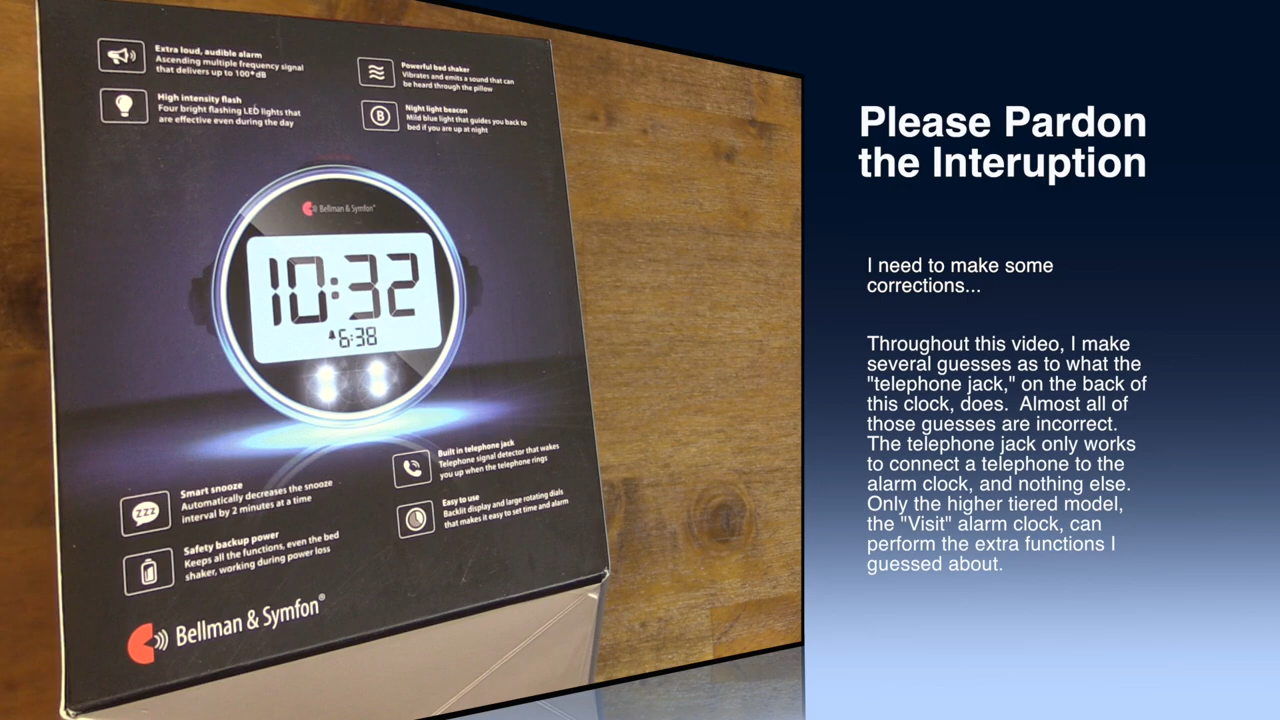 Extra loud, audible alarm
Ascending multiple frequency signal
that delivers up to 100+dB
High intensity flash
Four bright flashing LED lights that
are effective even during the day
Powerful bed shaker
Vibrates and emits a sound that can
be heard through the pillow
B
Night light beacon
Mild blue light that guides you back to
bed if you are up at night
Bellman & Symfon
10:32
6:38
Built in telephone jack
Telephone signal detector that wakes
you up when the telephone rings
Easy to use
Backlit display and large rotating dials
that makes it easy to set time and alarm
zzz
Smart snooze
Automatically decreases the snooze
interval by 2 minutes at a time
Safety backup power
Keeps all the functions, even the bed
shaker, working during power loss
Bellman & Symfon®
Please Pardon
the Interuption
I need to make some
corrections...
Throughout this video, I make
several guesses as to what the
"telephone jack," on the back of
this clock, does.  Almost all of
those guesses are incorrect.
The telephone jack only works
to connect a telephone to the
alarm clock, and nothing else.
Only the higher tiered model,
the "Visit" alarm clock, can
perform the extra functions I
guessed about.